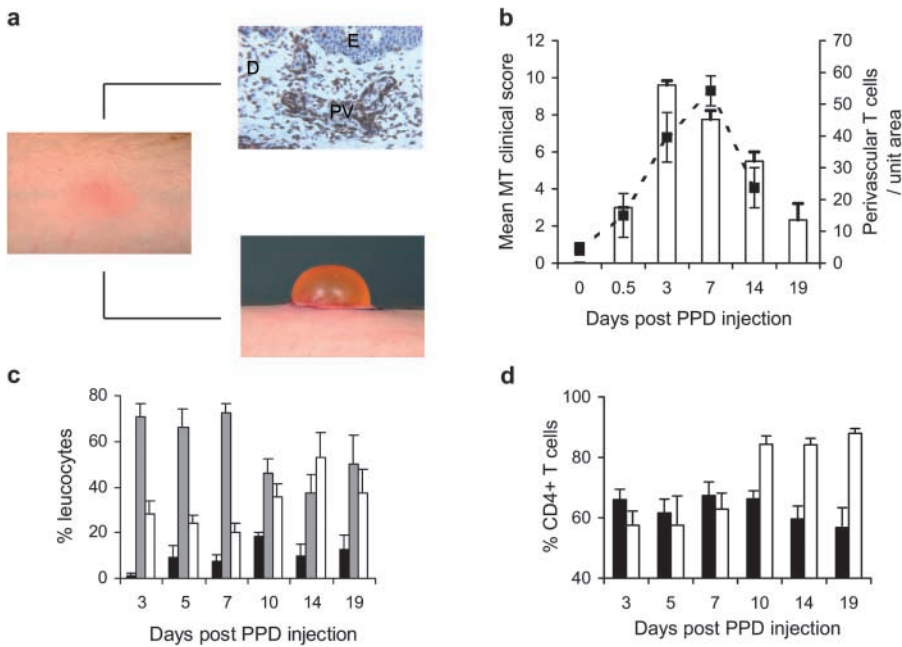 a
E
D
PV
b
Mean MT clinical score
12
10
8
6
4
2
0
70
60
50
40
30
20
10
0
Perivascular T cells
/ unit area
0 0.5 3 7 14 19
Days post PPD injection
c
% leucocytes
80
60
40
20
0
3 5 7 10 14 19
Days post PPD injection
d
% CD4+ T cells
100
80
60
40
3 5 7 10 14 19
Days post PPD injection